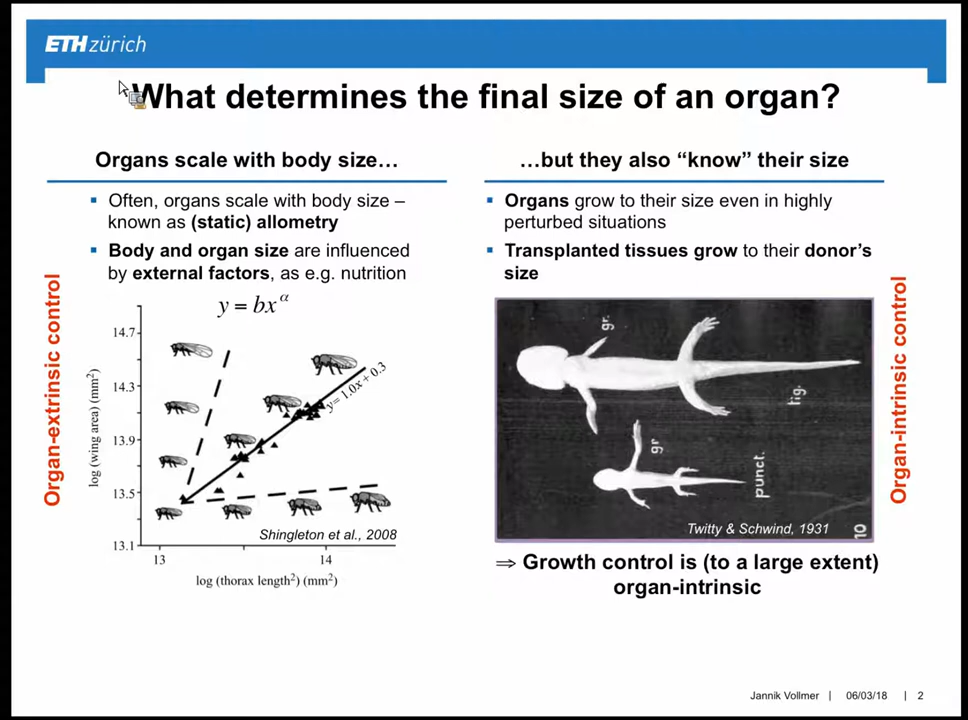 ETH zürich
What determines the final size of an organ?
Organs scale with body size…
▪ Often, organs scale with body size –
known as (static) allometry
▪ Body and organ size are influenced
by external factors, as e.g. nutrition
Organ-extrinsic control
y = bx^α
log (wing area) (mm²)
14.7
14.3
13.9
13.5
13.1
y= 1.0x + 0.3
Shingleton et al., 2008
13
14
log (thorax length²) (mm²)
…but they also “know” their size
▪ Organs grow to their size even in highly
perturbed situations
▪ Transplanted tissues grow to their donor’s
size
gr.
tig.
gr
punct.
10
Twitty & Schwind, 1931
Organ-intrinsic control
⇒ Growth control is (to a large extent)
organ-intrinsic
Jannik Vollmer | 06/03/18 | 2